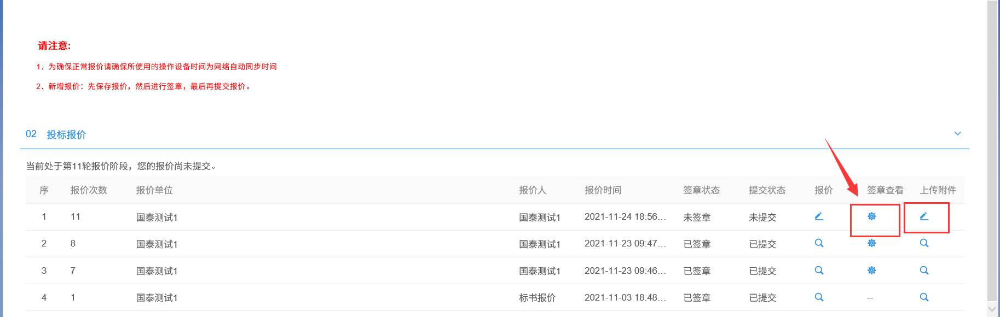 请注意:
1、为确保正常报价请确保所使用的操作设备时间为网络自动同步时间
2、新增报价：先保存报价，然后进行签章，最后再提交报价。
02 投标报价
当前处于第11轮报价阶段，您的报价尚未提交。
序 报价次数 报价单位 报价人 报价时间 签章状态 提交状态 报价 签章查看 上传附件
1 11 国泰测试1 国泰测试1 2021-11-24 18:56... 未签章 未提交
2 8 国泰测试1 国泰测试1 2021-11-23 09:47... 已签章 已提交
3 7 国泰测试1 国泰测试1 2021-11-23 09:46... 已签章 已提交
4 1 国泰测试1 标书报价 2021-11-03 18:48... 已签章 已提交 --